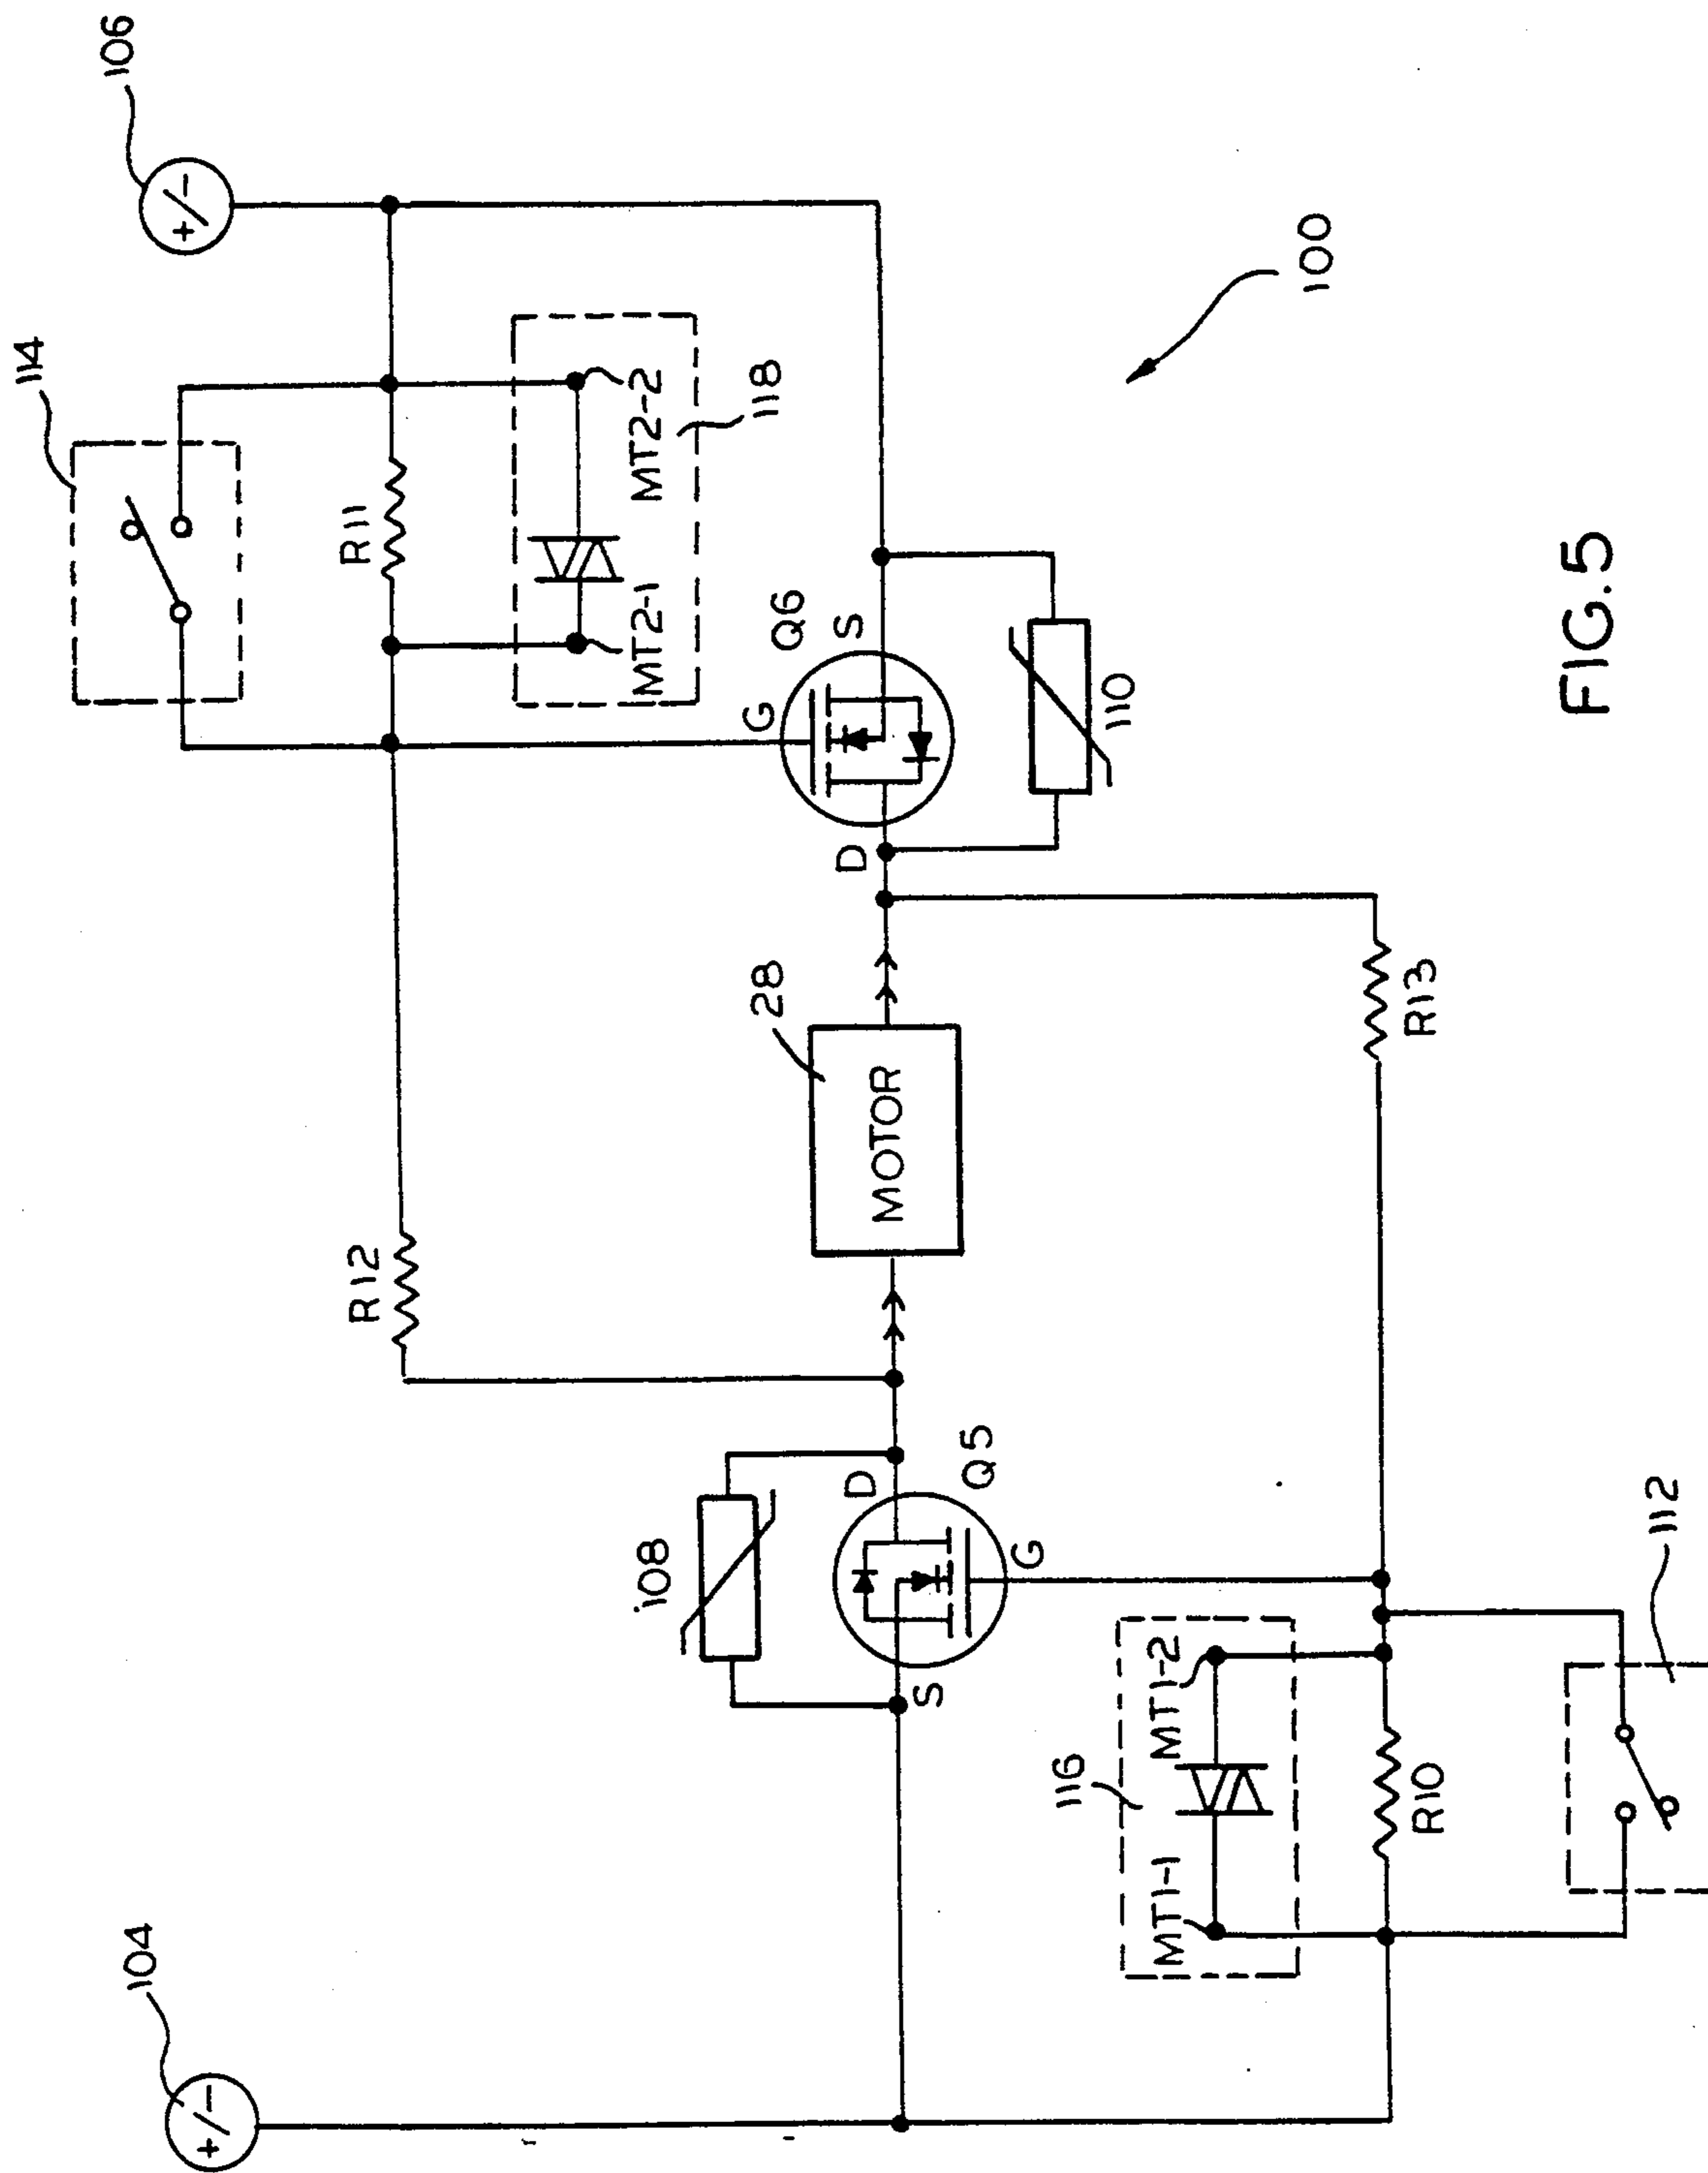 104
+/-
106
+/-
114
R11
R12
MT2-1
MT2-2
118
G
Q6
S
D
110
28
MOTOR
108
D
S
Q5
G
100
116
MT1-1
MT1-2
R10
R13
112
FIG.5